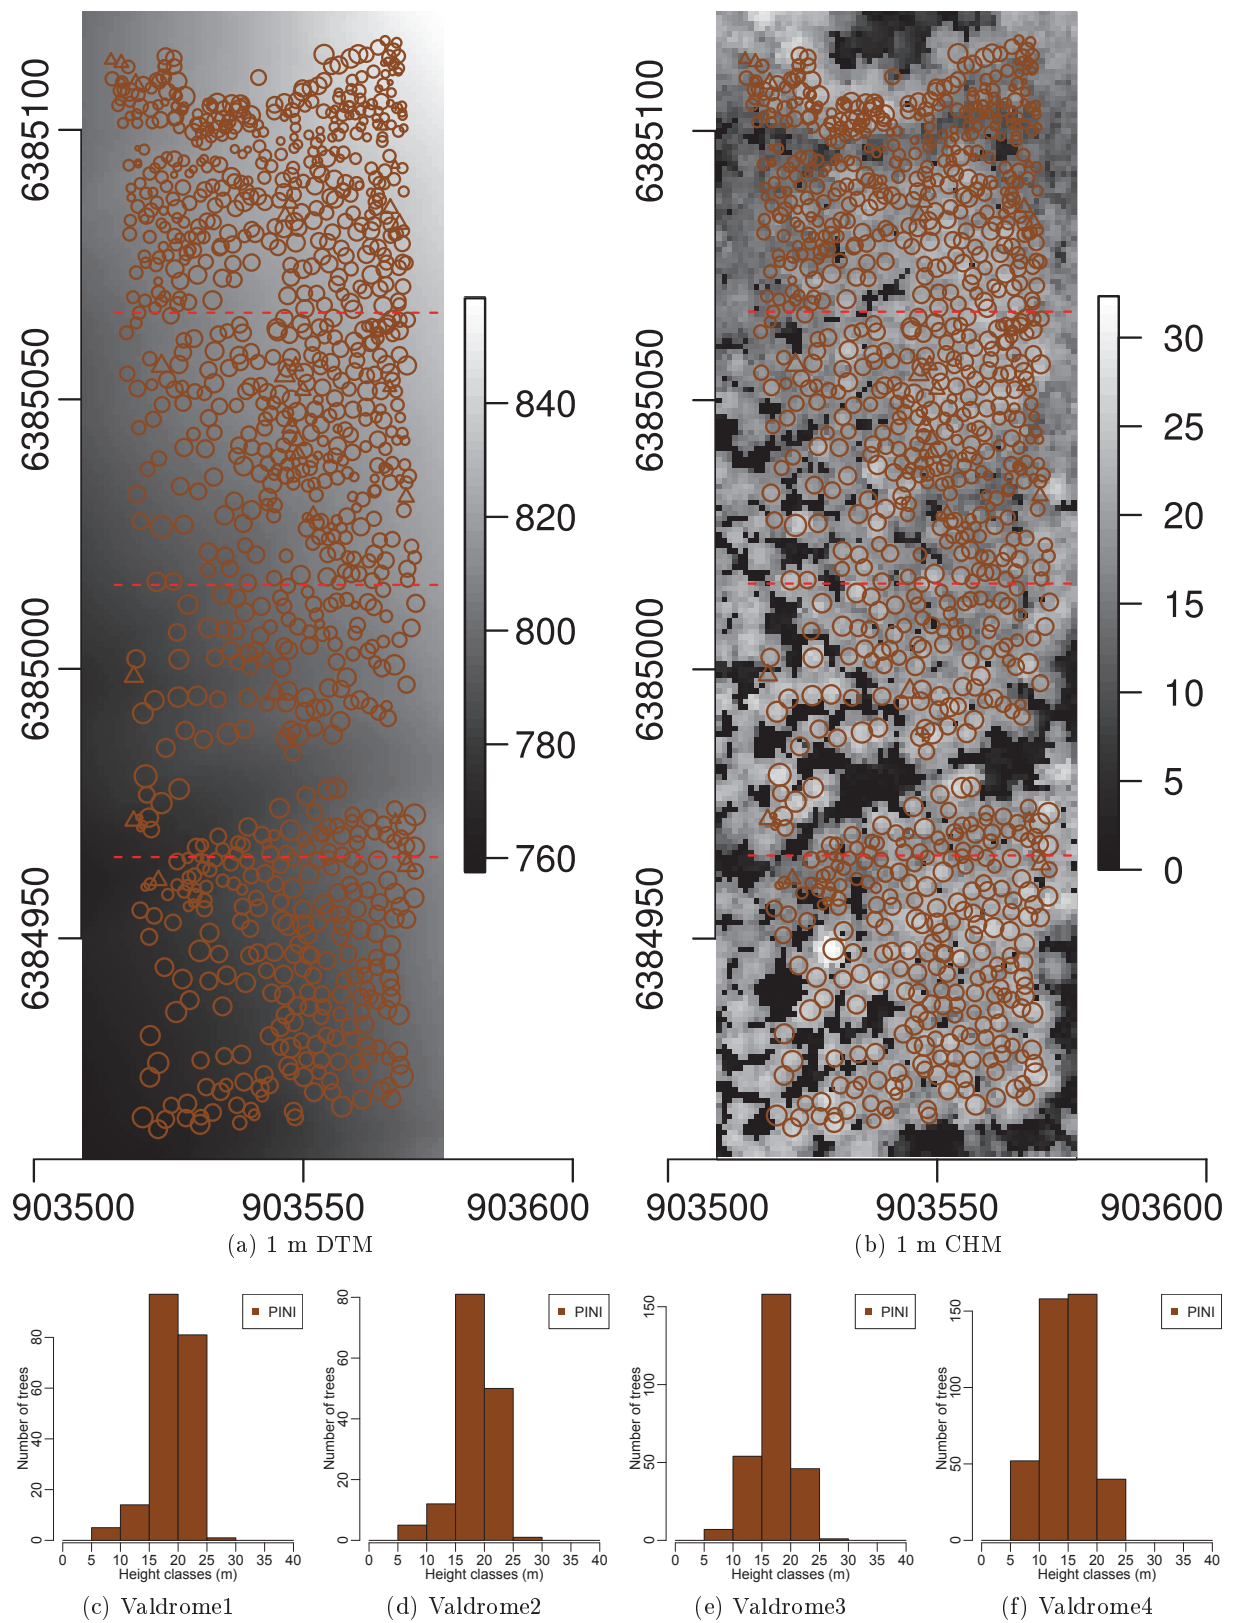 6385100
6385050
6385000
6384950
840
820
800
780
760
903500 903550 903600
(a) 1 m DTM
6385100
6385050
6385000
6384950
30
25
20
15
10
5
0
903500 903550 903600
(b) 1 m CHM
PINI
Number of trees
0 20 40 60 80
0 5 10 15 20 25 30 35 40
Height classes (m)
(c) Valdrome1
PINI
Number of trees
0 20 40 60 80
0 5 10 15 20 25 30 35 40
Height classes (m)
(d) Valdrome2
PINI
Number of trees
0 50 100 150
0 5 10 15 20 25 30 35 40
Height classes (m)
(e) Valdrome3
PINI
Number of trees
0 50 100 150
0 5 10 15 20 25 30 35 40
Height classes (m)
(f) Valdrome4